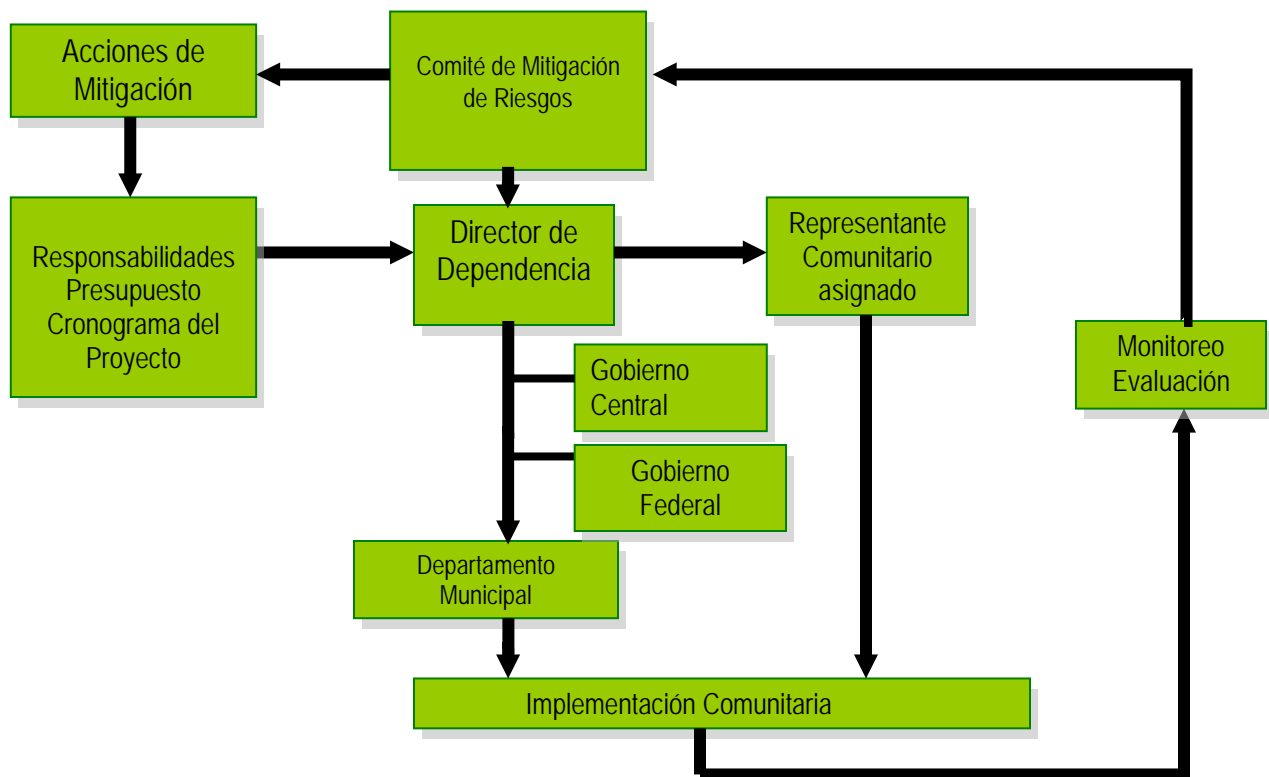 Acciones de
Mitigación
Comité de Mitigación
de Riesgos
Responsabilidades
Presupuesto
Cronograma del
Proyecto
Director de
Dependencia
Representante
Comunitario
asignado
Monitoreo
Evaluación
Gobierno
Central
Gobierno
Federal
Departamento
Municipal
Implementación Comunitaria